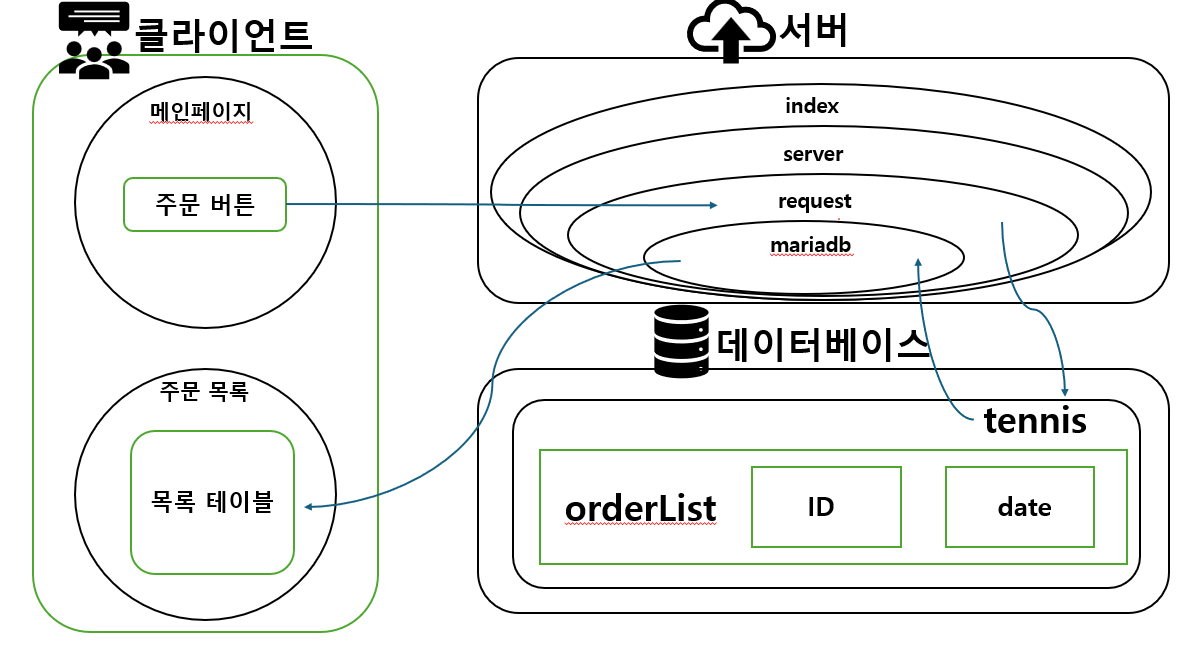 클라이언트
메인페이지
주문 버튼
주문 목록
목록 테이블
서버
index
server
request
mariadb
데이터베이스
tennis
orderList
ID
date